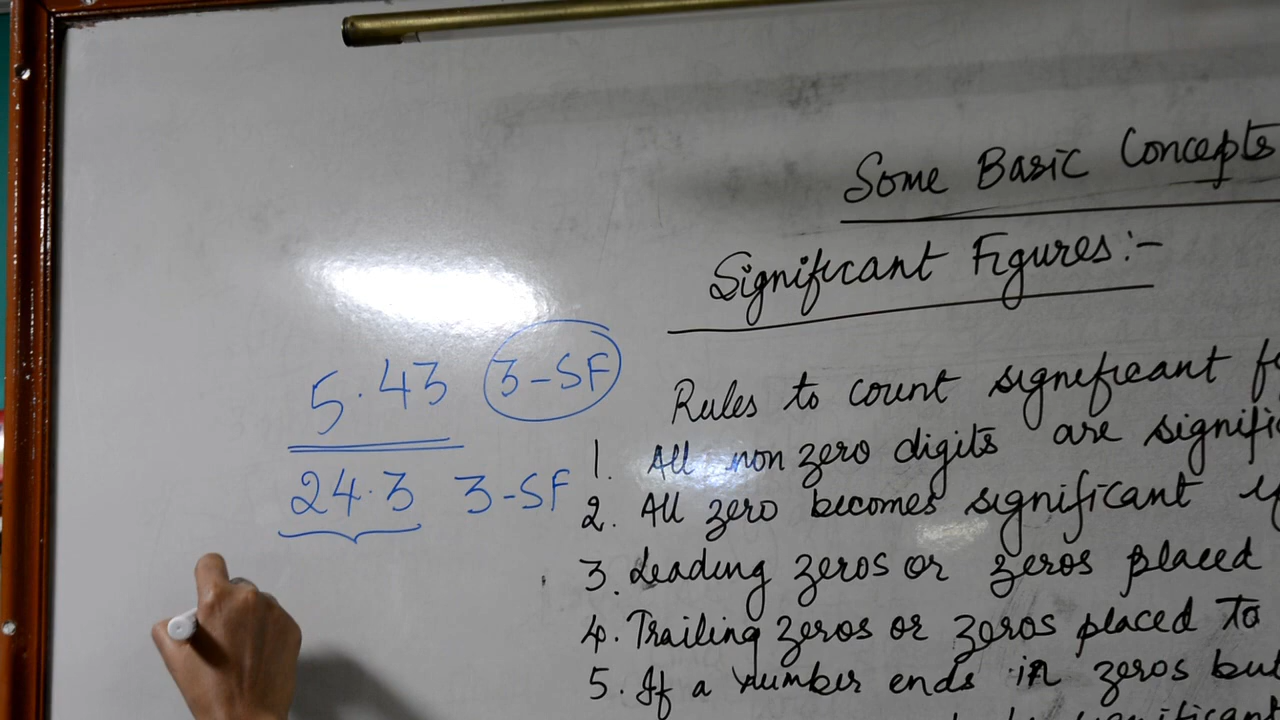 Some Basic Concepts
Significant Figures:-
5.43 3-SF
24.3 3-SF
Rules to count significant
1. All non zero digits are
2. All zero becomes significant
3. Leading zeros or zeros placed
4. Trailing zeros or zeros placed to
5. If a number ends in zeros but